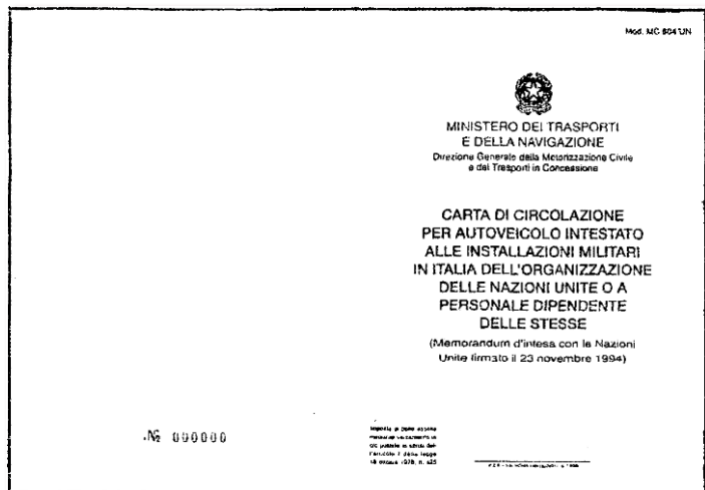 Mod. MC 804 UN
MINISTERO DEI TRASPORTI
E DELLA NAVIGAZIONE
Direzione Generale della Motorizzazione Civile
e dei Trasporti in Concessione
CARTA DI CIRCOLAZIONE
PER AUTOVEICOLO INTESTATO
ALLE INSTALLAZIONI MILITARI
IN ITALIA DELL'ORGANIZZAZIONE
DELLE NAZIONI UNITE O A
PERSONALE DIPENDENTE
DELLE STESSE
(Memorandum d'intesa con le Nazioni
Unite firmato il 23 novembre 1994)
№ 000000